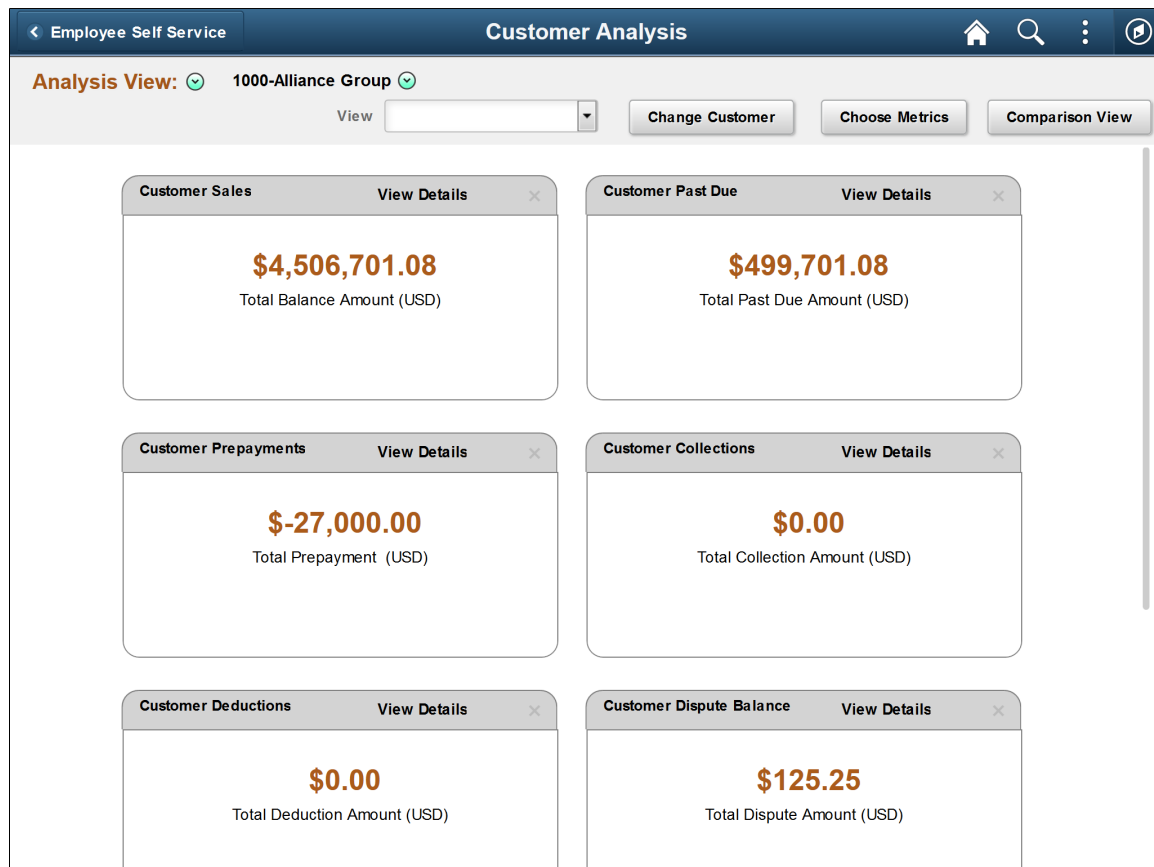 Employee Self Service
Customer Analysis
Analysis View:
1000-Alliance Group
View
Change Customer
Choose Metrics
Comparison View
Customer Sales
View Details
$4,506,701.08
Total Balance Amount (USD)
Customer Past Due
View Details
$499,701.08
Total Past Due Amount (USD)
Customer Prepayments
View Details
$-27,000.00
Total Prepayment  (USD)
Customer Collections
View Details
$0.00
Total Collection Amount (USD)
Customer Deductions
View Details
$0.00
Total Deduction Amount (USD)
Customer Dispute Balance
View Details
$125.25
Total Dispute Amount (USD)